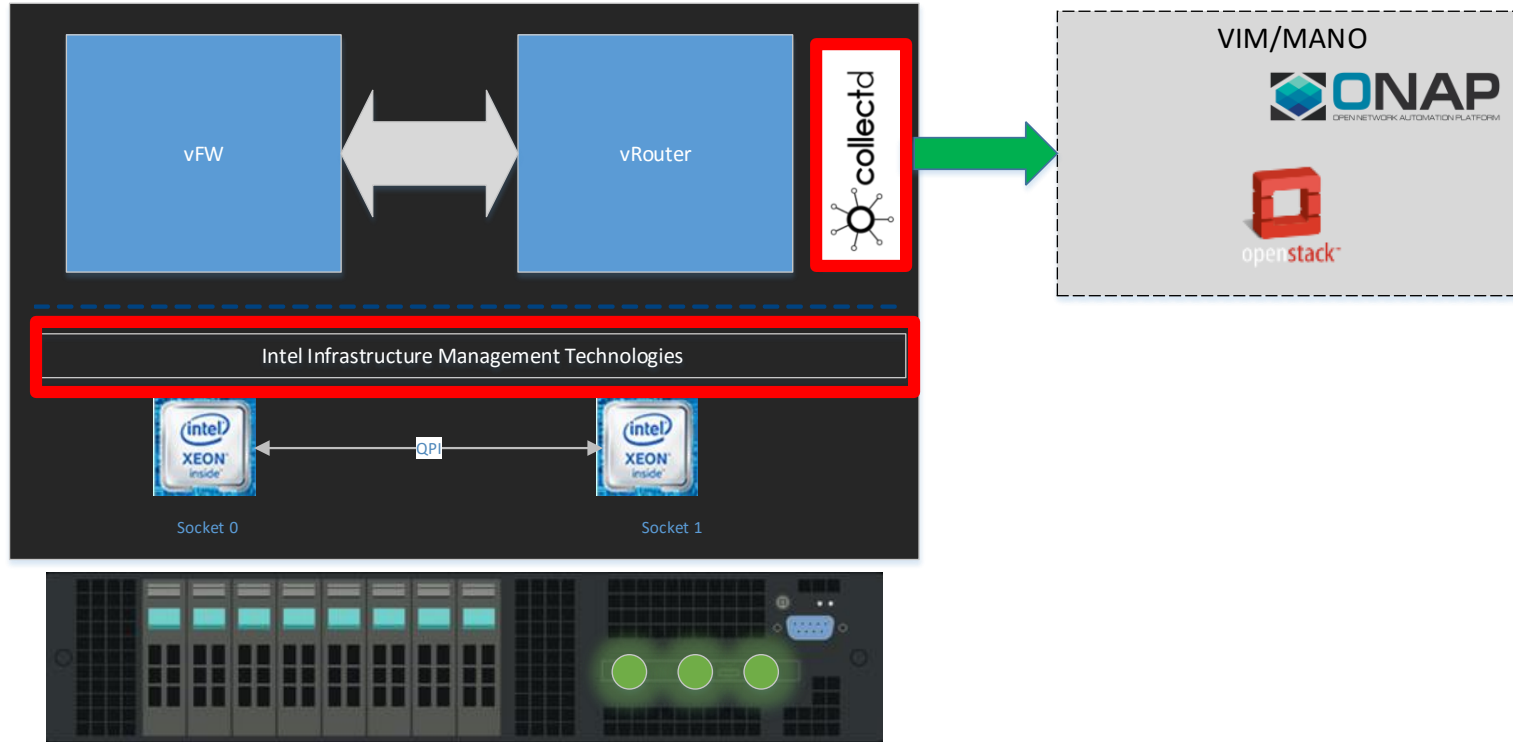 vFW
vRouter
collectd
VIM/MANO
ONAP
OPEN NETWORK AUTOMATION PLATFORM
openstack™
Intel Infrastructure Management Technologies
intel
XEON®
inside®
QPI
intel
XEON®
inside®
Socket 0
Socket 1